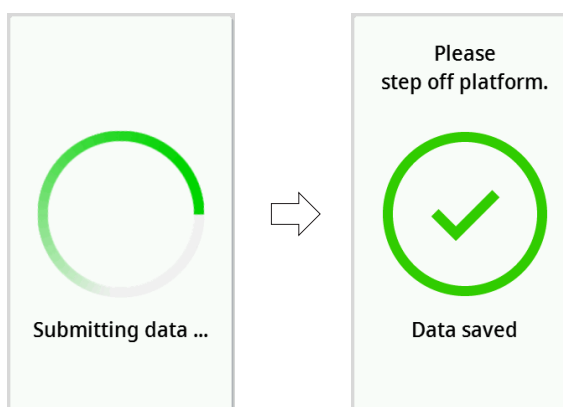 Submitting data ...
Please
step off platform.
Data saved